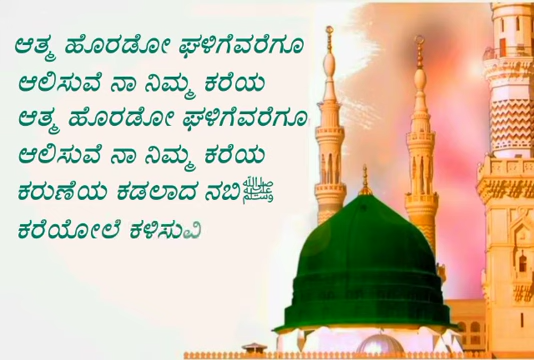 ಆತ್ಮ ಹೊರಡೋ ಘಳಿಗೆವರೆಗೂ
ಆಲಿಸುವೆ ನಾ ನಿಮ್ಮ ಕರೆಯ
ಆತ್ಮ ಹೊರಡೋ ಘಳಿಗೆವರೆಗೂ
ಆಲಿಸುವೆ ನಾ ನಿಮ್ಮ ಕರೆಯ
ಕರುಣೆಯ ಕಡಲಾದ ನಬಿﷺ
ಕರೆಯೋಲೆ ಕಳಿಸುವಿ